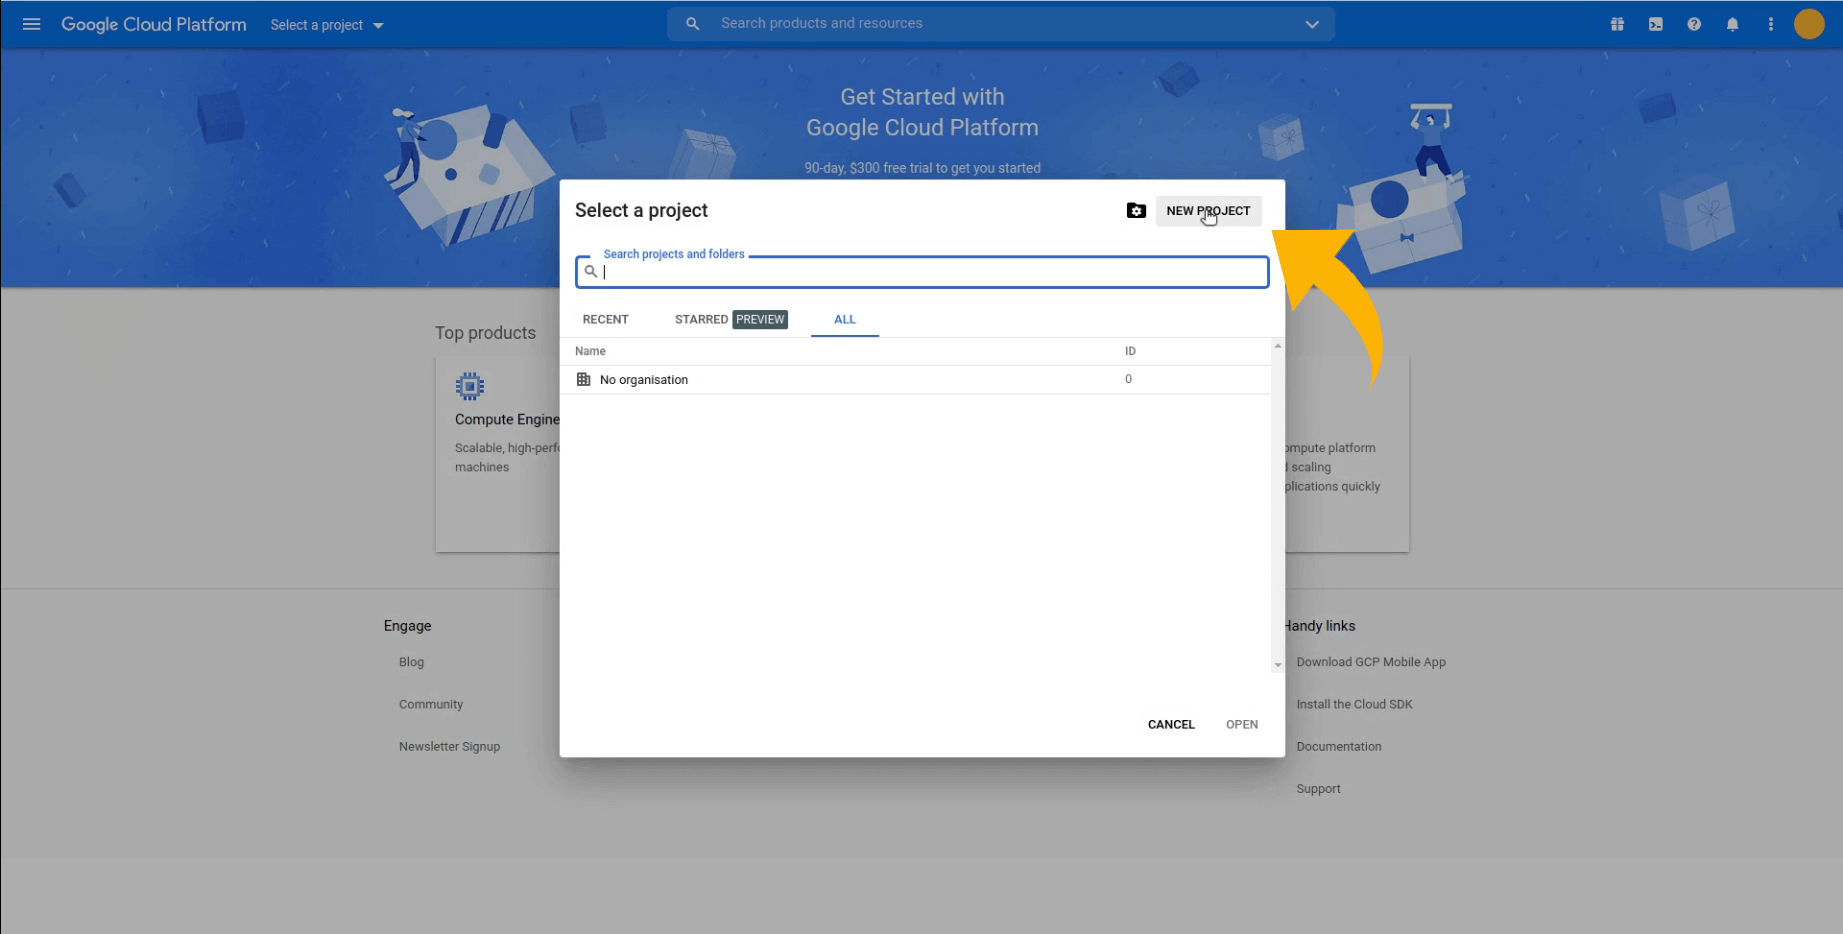 Google Cloud Platform
Select a project
Search products and resources
Get Started with
Google Cloud Platform
90-day, $300 free trial to get you started
Select a project
NEW PROJECT
Search projects and folders
RECENT
STARRED PREVIEW
ALL
Name
ID
No organisation
0
CANCEL
OPEN
Top products
Compute Engine
Scalable, high-perf
machines
ompute platform
scaling
plications quickly
Engage
Blog
Community
Newsletter Signup
Handy links
Download GCP Mobile App
Install the Cloud SDK
Documentation
Support